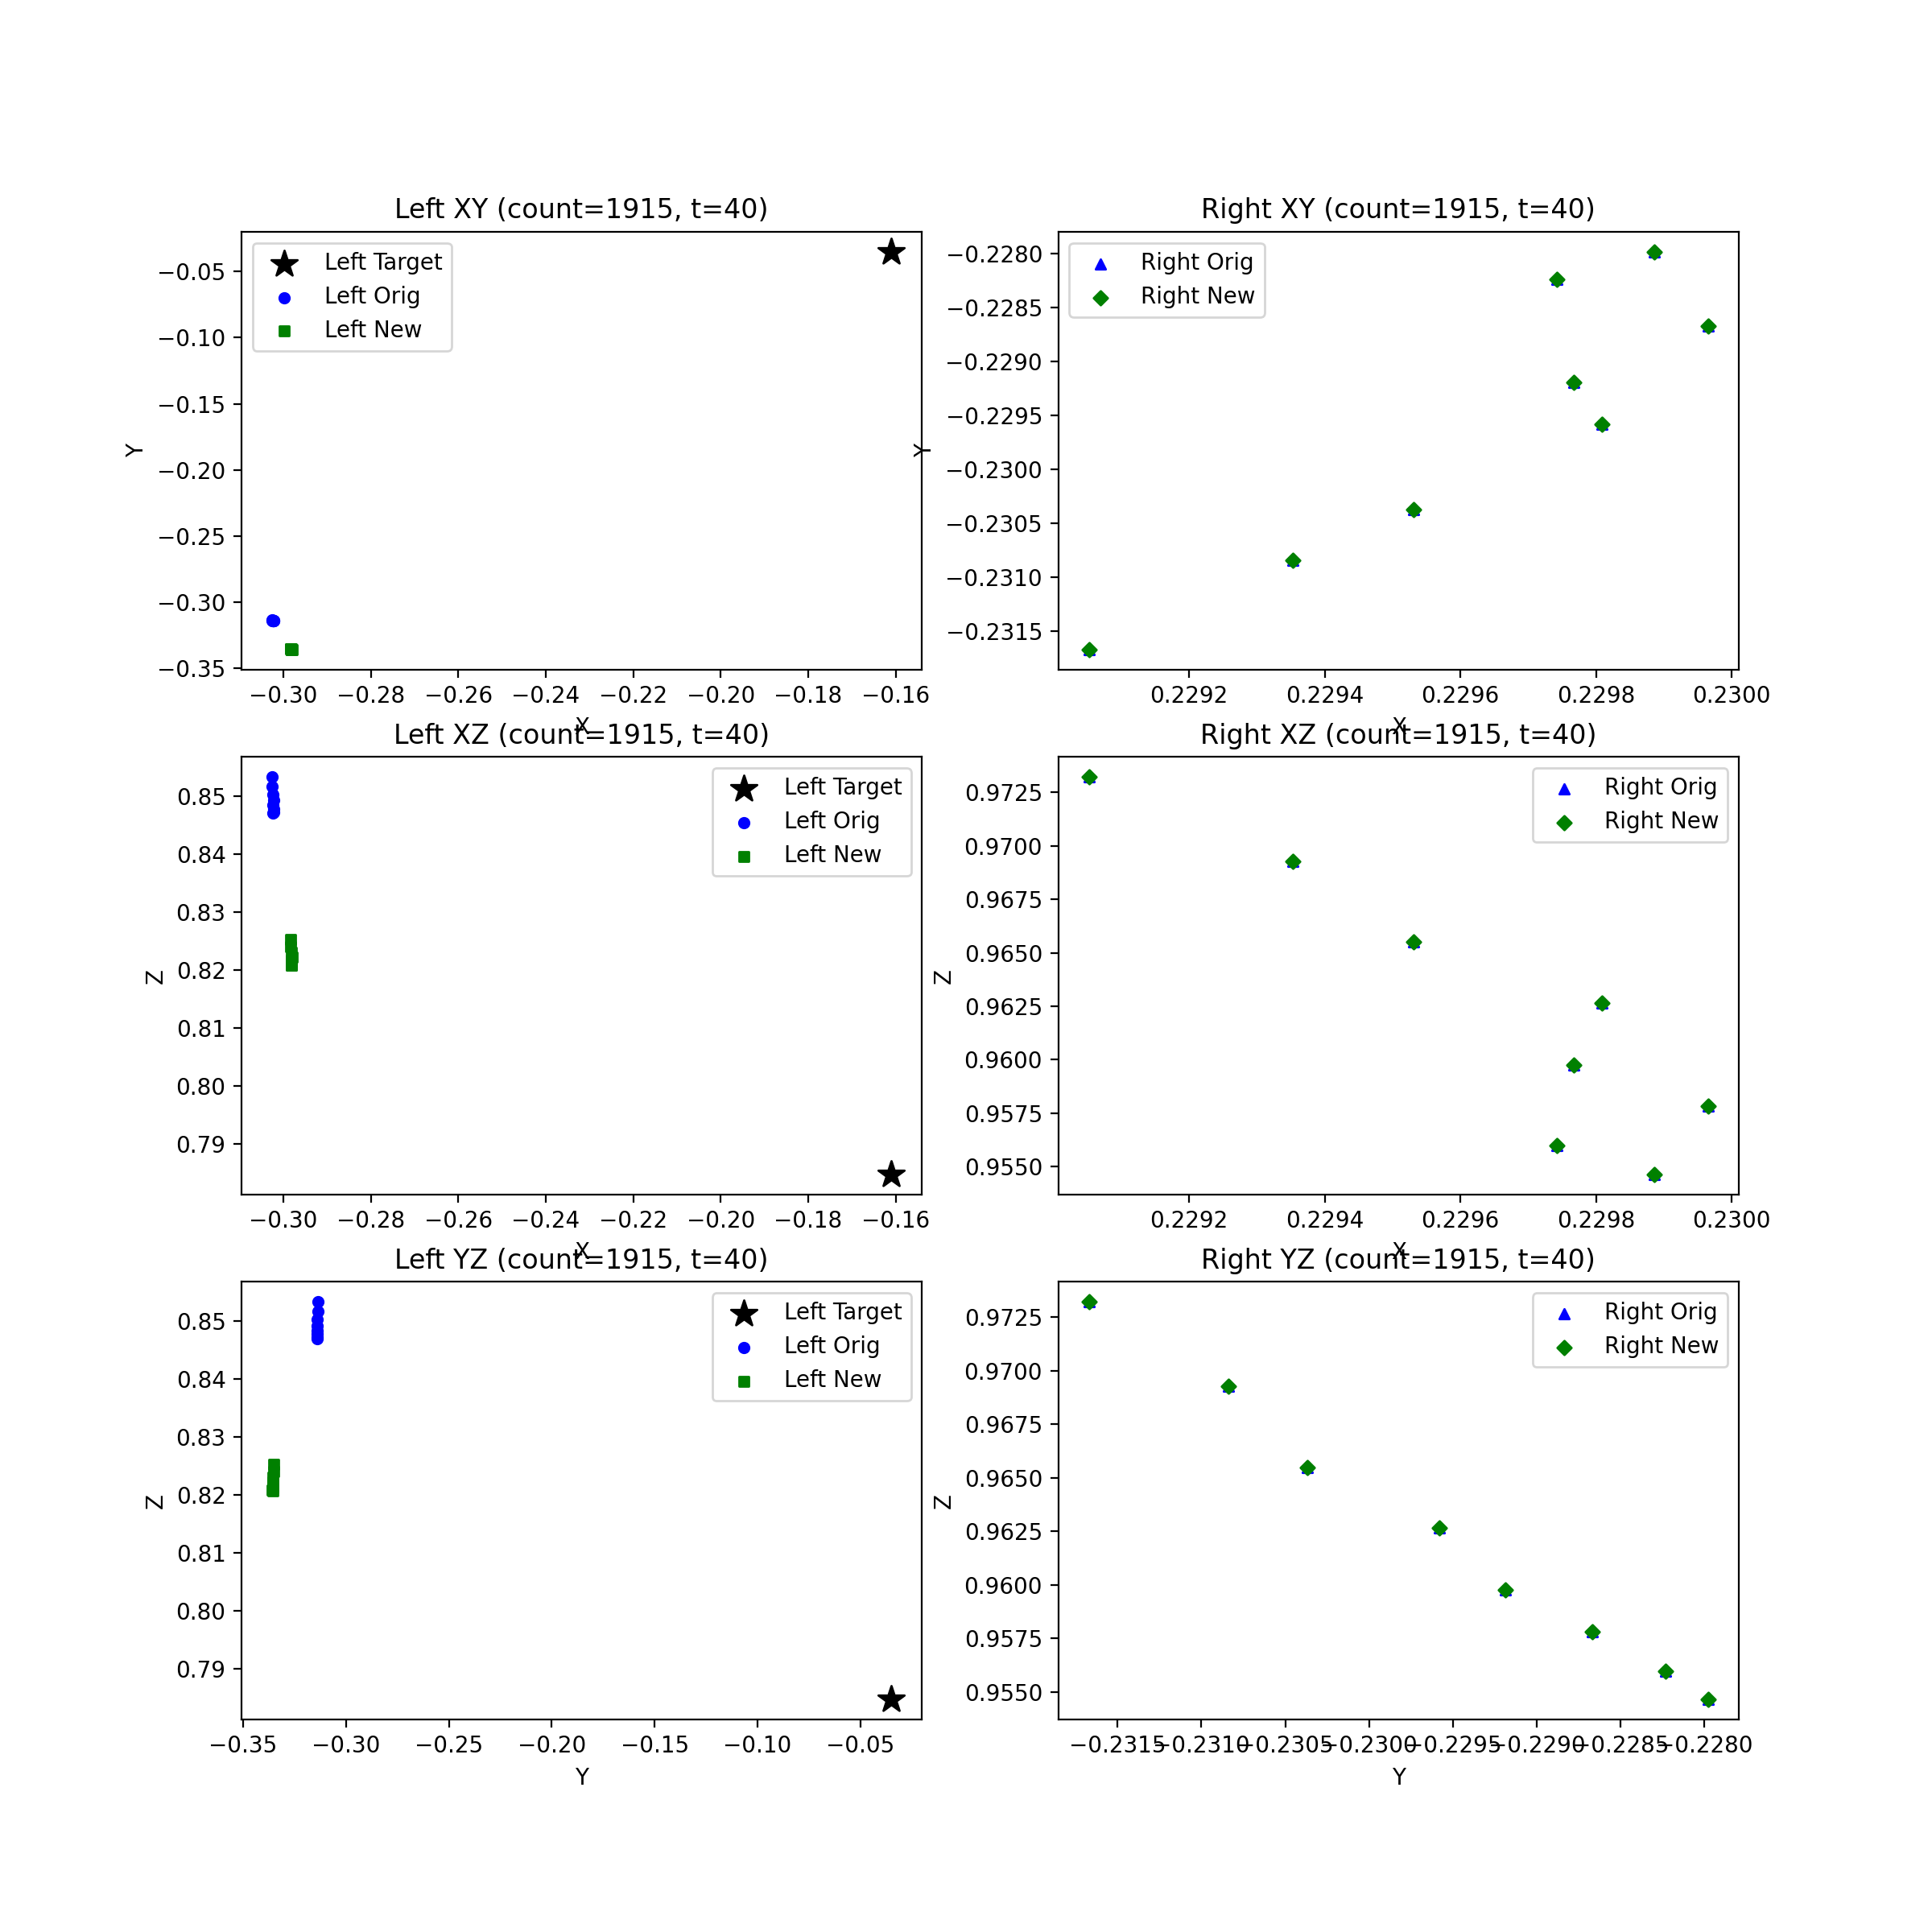 Left XY (count=1915, t=40)
Left Target
Left Orig
Left New
−0.05
−0.10
−0.15
−0.20
−0.25
−0.30
−0.35
Y
−0.30 −0.28 −0.26 −0.24 −0.22 −0.20 −0.18 −0.16
X
Right XY (count=1915, t=40)
Right Orig
Right New
−0.2280
−0.2285
−0.2290
−0.2295
−0.2300
−0.2305
−0.2310
−0.2315
Y
0.2292 0.2294 0.2296 0.2298 0.2300
X
Left XZ (count=1915, t=40)
Left Target
Left Orig
Left New
0.85
0.84
0.83
0.82
0.81
0.80
0.79
Z
−0.30 −0.28 −0.26 −0.24 −0.22 −0.20 −0.18 −0.16
X
Right XZ (count=1915, t=40)
Right Orig
Right New
0.9725
0.9700
0.9675
0.9650
0.9625
0.9600
0.9575
0.9550
Z
0.2292 0.2294 0.2296 0.2298 0.2300
X
Left YZ (count=1915, t=40)
Left Target
Left Orig
Left New
0.85
0.84
0.83
0.82
0.81
0.80
0.79
Z
−0.35 −0.30 −0.25 −0.20 −0.15 −0.10 −0.05
Y
Right YZ (count=1915, t=40)
Right Orig
Right New
0.9725
0.9700
0.9675
0.9650
0.9625
0.9600
0.9575
0.9550
Z
−0.2315 −0.2310 −0.2305 −0.2300 −0.2295 −0.2290 −0.2285 −0.2280
Y